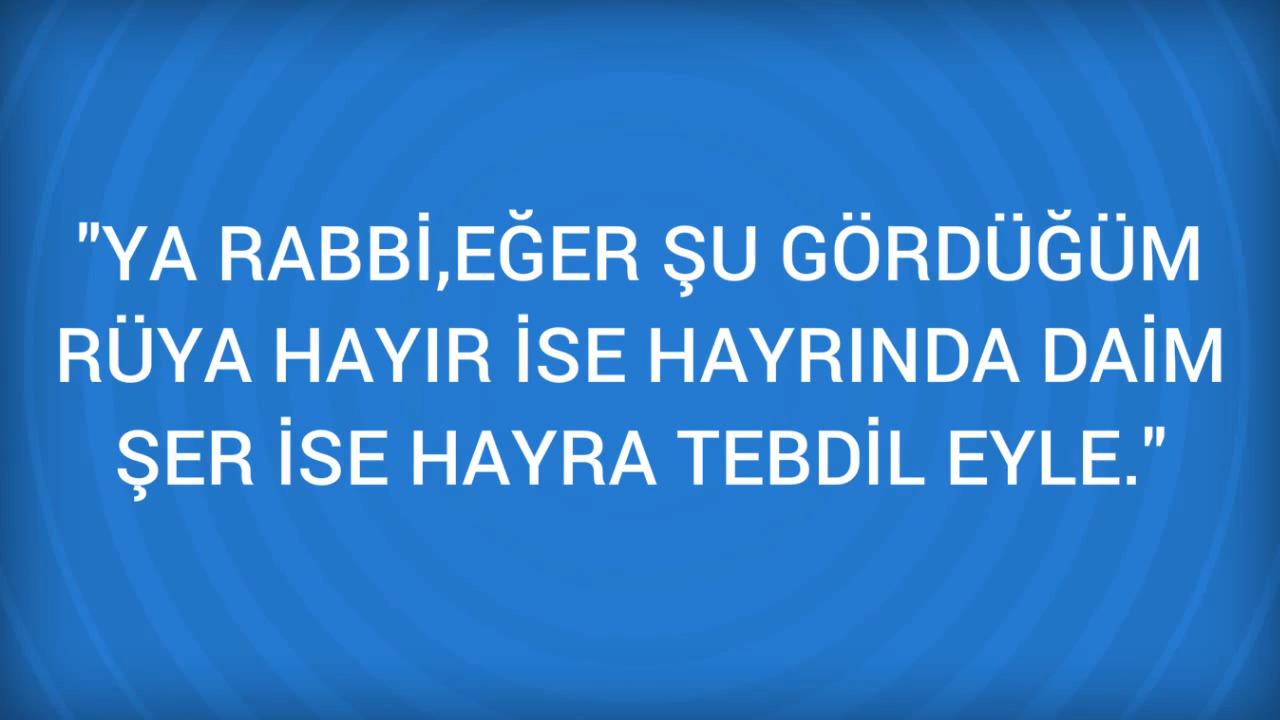 "YA RABBİ,EĞER ŞU GÖRDÜĞÜM
RÜYA HAYIR İSE HAYRINDA DAİM
ŞER İSE HAYRA TEBDİL EYLE."